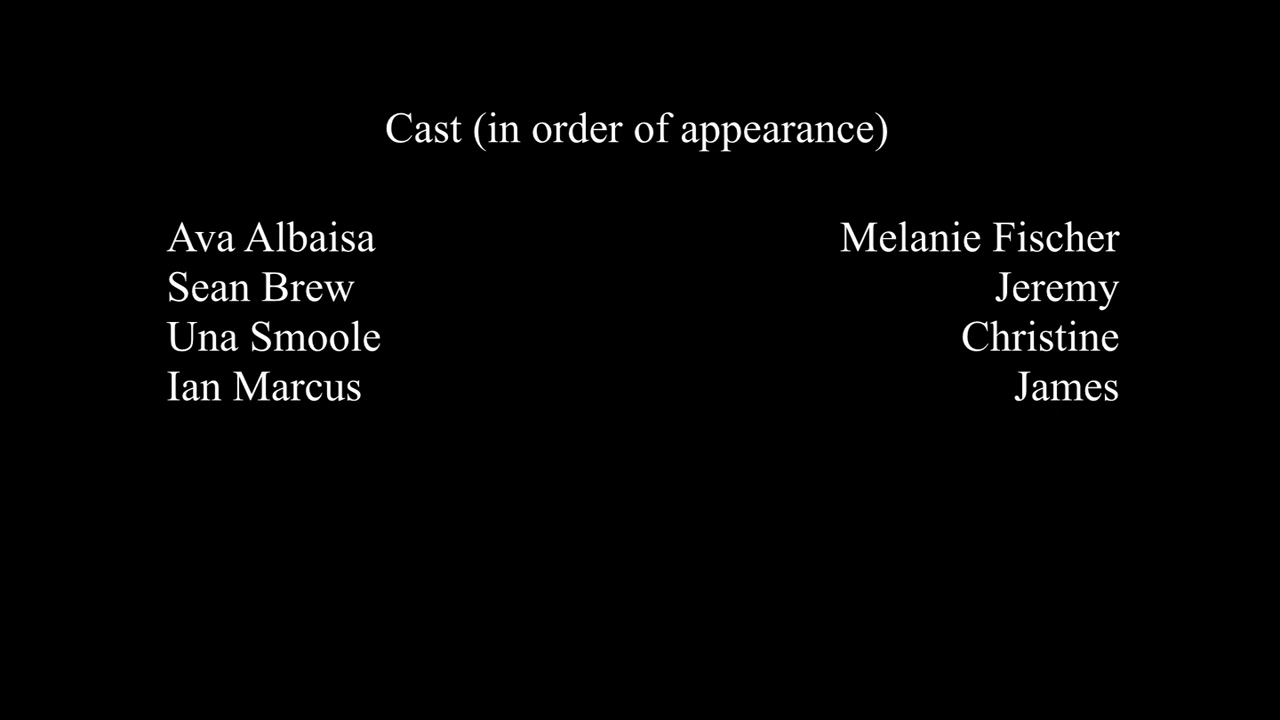 Cast (in order of appearance)
Ava Albaisa Melanie Fischer
Sean Brew Jeremy
Una Smoole Christine
Ian Marcus James